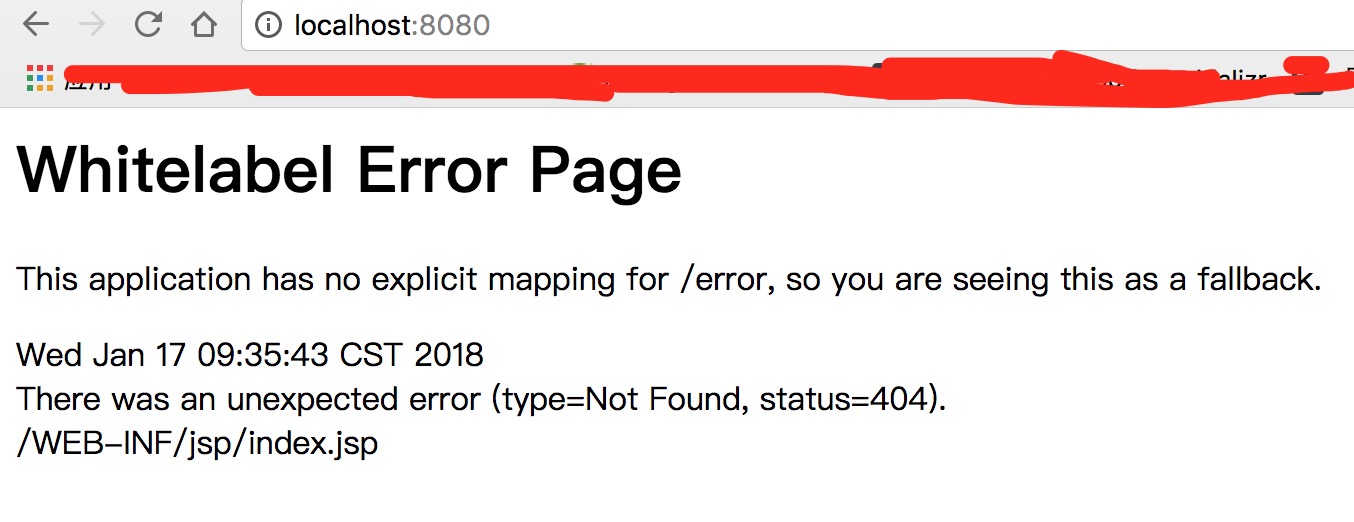 localhost:8080
应用
Whitelabel Error Page
This application has no explicit mapping for /error, so you are seeing this as a fallback.
Wed Jan 17 09:35:43 CST 2018
There was an unexpected error (type=Not Found, status=404).
/WEB-INF/jsp/index.jsp